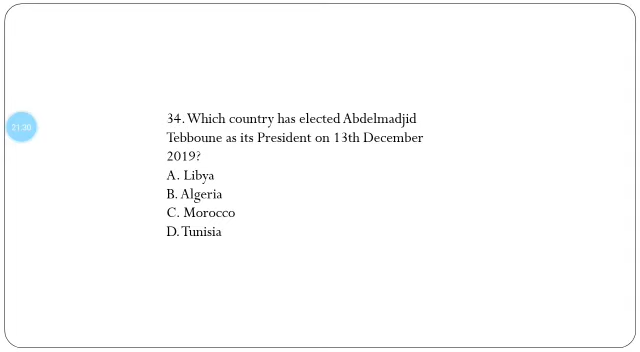 34. Which country has elected Abdelmadjid
Tebboune as its President on 13th December
2019?
A. Libya
B. Algeria
C. Morocco
D. Tunisia
21:30